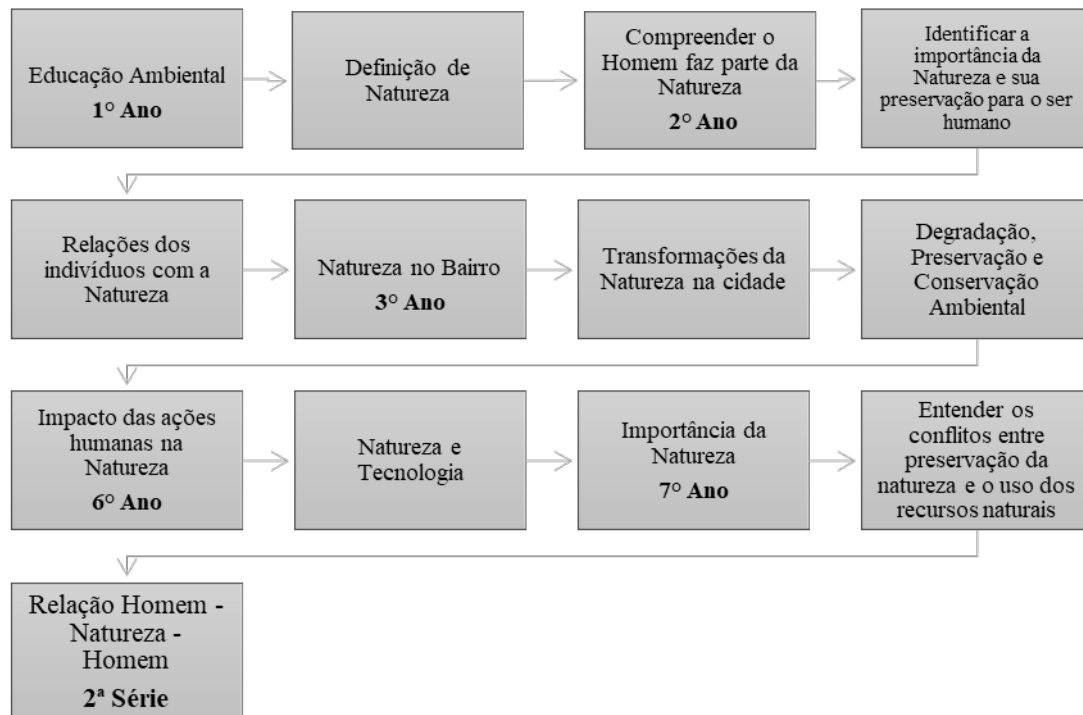 Educação Ambiental
1° Ano
Definição de
Natureza
Compreender o
Homem faz parte da
Natureza
2° Ano
Identificar a
importância da
Natureza e sua
preservação para o ser
humano
Relações dos
indivíduos com a
Natureza
Natureza no Bairro
3° Ano
Transformações da
Natureza na cidade
Degradação,
Preservação e
Conservação
Ambiental
Impacto das ações
humanas na
Natureza
6° Ano
Natureza e
Tecnologia
Importância da
Natureza
7° Ano
Entender os
conflitos entre
preservação da
natureza e o uso dos
recursos naturais
Relação Homem -
Natureza -
Homem
2ª Série